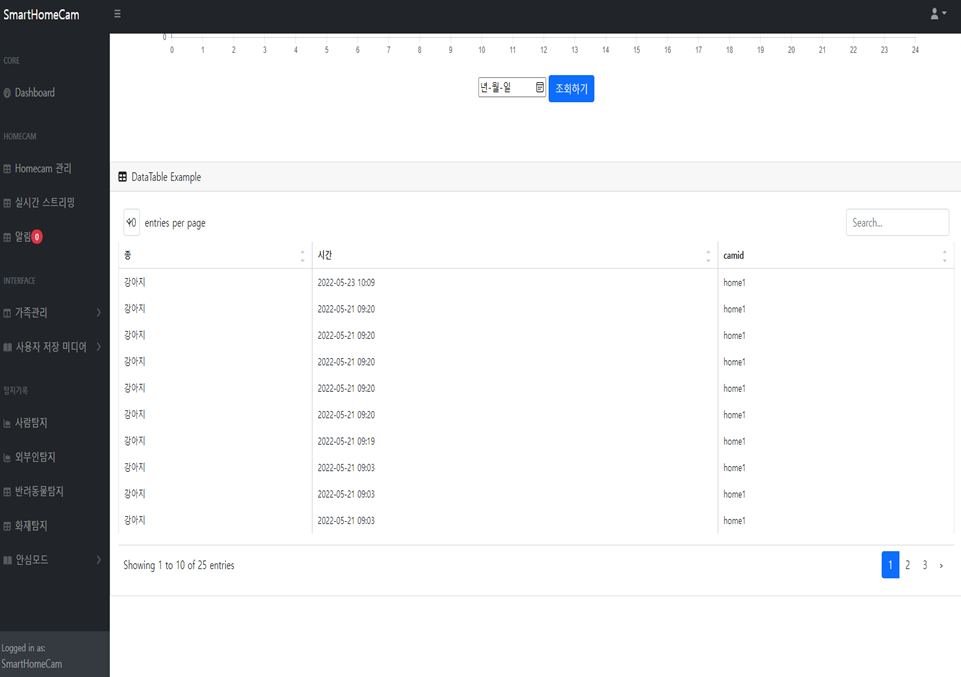 SmartHomeCam
CORE
Dashboard
HOMECAM
Homecam 관리
실시간 스트리밍
알림 0
INTERFACE
가족관리
사용자 저장 미디어
탐지기록
사람탐지
외부인탐지
반려동물탐지
화재탐지
안심모드
Logged in as:
SmartHomeCam
0
0 1 2 3 4 5 6 7 8 9 10 11 12 13 14 15 16 17 18 19 20 21 22 23 24
년-월-일 조회하기
DataTable Example
entries per page Search...
종 시간 camid
강아지 2022-05-23 10:09 home1
강아지 2022-05-21 09:20 home1
강아지 2022-05-21 09:20 home1
강아지 2022-05-21 09:20 home1
강아지 2022-05-21 09:20 home1
강아지 2022-05-21 09:20 home1
강아지 2022-05-21 09:19 home1
강아지 2022-05-21 09:03 home1
강아지 2022-05-21 09:03 home1
강아지 2022-05-21 09:03 home1
Showing 1 to 10 of 25 entries 1 2 3 ›